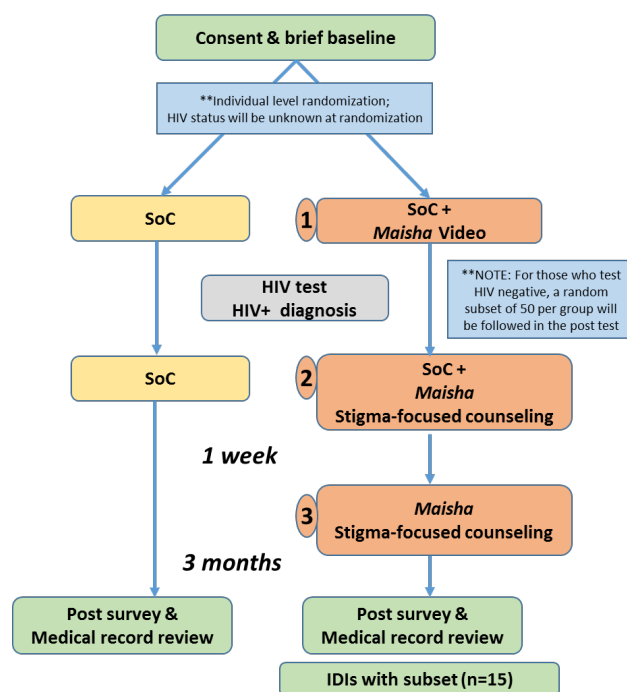 Consent & brief baseline
**Individual level randomization;
HIV status will be unknown at randomization
SoC
1
SoC +
Maisha Video
HIV test
HIV+ diagnosis
**NOTE: For those who test
HIV negative, a random
subset of 50 per group will
be followed in the post test
SoC
2
SoC +
Maisha
Stigma-focused counseling
1 week
3
Maisha
Stigma-focused counseling
3 months
Post survey &
Medical record review
Post survey &
Medical record review
IDIs with subset (n=15)